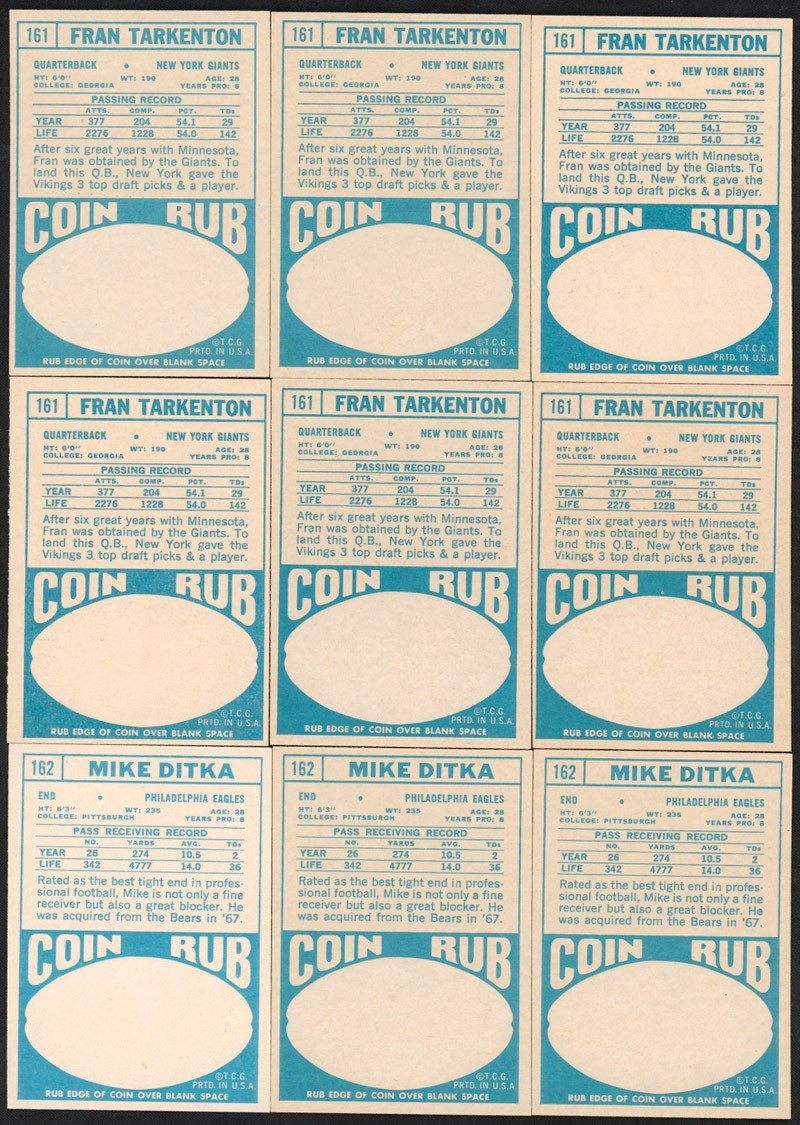 161 FRAN TARKENTON
QUARTERBACK • NEW YORK GIANTS
HT: 6'0" WT: 190 AGE: 28
COLLEGE: GEORGIA YEARS PRO: 8
PASSING RECORD
ATTS. COMP. PCT. TDs
YEAR 377 204 54.1 29
LIFE 2276 1228 54.0 142
After six great years with Minnesota,
Fran was obtained by the Giants. To
land this Q.B., New York gave the
Vikings 3 top draft picks & a player.
COIN RUB
©T.C.G.
PRTD. IN U.S.A.
RUB EDGE OF COIN OVER BLANK SPACE
161 FRAN TARKENTON
QUARTERBACK • NEW YORK GIANTS
HT: 6'0" WT: 190 AGE: 28
COLLEGE: GEORGIA YEARS PRO: 8
PASSING RECORD
ATTS. COMP. PCT. TDs
YEAR 377 204 54.1 29
LIFE 2276 1228 54.0 142
After six great years with Minnesota,
Fran was obtained by the Giants. To
land this Q.B., New York gave the
Vikings 3 top draft picks & a player.
COIN RUB
©T.C.G.
PRTD. IN U.S.A.
RUB EDGE OF COIN OVER BLANK SPACE
161 FRAN TARKENTON
QUARTERBACK • NEW YORK GIANTS
HT: 6'0" WT: 190 AGE: 28
COLLEGE: GEORGIA YEARS PRO: 8
PASSING RECORD
ATTS. COMP. PCT. TDs
YEAR 377 204 54.1 29
LIFE 2276 1228 54.0 142
After six great years with Minnesota,
Fran was obtained by the Giants. To
land this Q.B., New York gave the
Vikings 3 top draft picks & a player.
COIN RUB
©T.C.G.
PRTD. IN U.S.A.
RUB EDGE OF COIN OVER BLANK SPACE
161 FRAN TARKENTON
QUARTERBACK • NEW YORK GIANTS
HT: 6'0" WT: 190 AGE: 28
COLLEGE: GEORGIA YEARS PRO: 8
PASSING RECORD
ATTS. COMP. PCT. TDs
YEAR 377 204 54.1 29
LIFE 2276 1228 54.0 142
After six great years with Minnesota,
Fran was obtained by the Giants. To
land this Q.B., New York gave the
Vikings 3 top draft picks & a player.
COIN RUB
©T.C.G.
PRTD. IN U.S.A.
RUB EDGE OF COIN OVER BLANK SPACE
161 FRAN TARKENTON
QUARTERBACK • NEW YORK GIANTS
HT: 6'0" WT: 190 AGE: 28
COLLEGE: GEORGIA YEARS PRO: 8
PASSING RECORD
ATTS. COMP. PCT. TDs
YEAR 377 204 54.1 29
LIFE 2276 1228 54.0 142
After six great years with Minnesota,
Fran was obtained by the Giants. To
land this Q.B., New York gave the
Vikings 3 top draft picks & a player.
COIN RUB
©T.C.G.
PRTD. IN U.S.A.
RUB EDGE OF COIN OVER BLANK SPACE
161 FRAN TARKENTON
QUARTERBACK • NEW YORK GIANTS
HT: 6'0" WT: 190 AGE: 28
COLLEGE: GEORGIA YEARS PRO: 8
PASSING RECORD
ATTS. COMP. PCT. TDs
YEAR 377 204 54.1 29
LIFE 2276 1228 54.0 142
After six great years with Minnesota,
Fran was obtained by the Giants. To
land this Q.B., New York gave the
Vikings 3 top draft picks & a player.
COIN RUB
©T.C.G.
PRTD. IN U.S.A.
RUB EDGE OF COIN OVER BLANK SPACE
162 MIKE DITKA
END • PHILADELPHIA EAGLES
HT: 6'3" WT: 235 AGE: 28
COLLEGE: PITTSBURGH YEARS PRO: 8
PASS RECEIVING RECORD
NO. YARDS AVG. TDs
YEAR 26 274 10.5 2
LIFE 342 4777 14.0 36
Rated as the best tight end in profes-
sional football, Mike is not only a fine
receiver but also a great blocker. He
was acquired from the Bears in '67.
COIN RUB
©T.C.G.
PRTD. IN U.S.A.
RUB EDGE OF COIN OVER BLANK SPACE
162 MIKE DITKA
END • PHILADELPHIA EAGLES
HT: 6'3" WT: 235 AGE: 28
COLLEGE: PITTSBURGH YEARS PRO: 8
PASS RECEIVING RECORD
NO. YARDS AVG. TDs
YEAR 26 274 10.5 2
LIFE 342 4777 14.0 36
Rated as the best tight end in profes-
sional football, Mike is not only a fine
receiver but also a great blocker. He
was acquired from the Bears in '67.
COIN RUB
©T.C.G.
PRTD. IN U.S.A.
RUB EDGE OF COIN OVER BLANK SPACE
162 MIKE DITKA
END • PHILADELPHIA EAGLES
HT: 6'3" WT: 235 AGE: 28
COLLEGE: PITTSBURGH YEARS PRO: 8
PASS RECEIVING RECORD
NO. YARDS AVG. TDs
YEAR 26 274 10.5 2
LIFE 342 4777 14.0 36
Rated as the best tight end in profes-
sional football, Mike is not only a fine
receiver but also a great blocker. He
was acquired from the Bears in '67.
COIN RUB
©T.C.G.
PRTD. IN U.S.A.
RUB EDGE OF COIN OVER BLANK SPACE